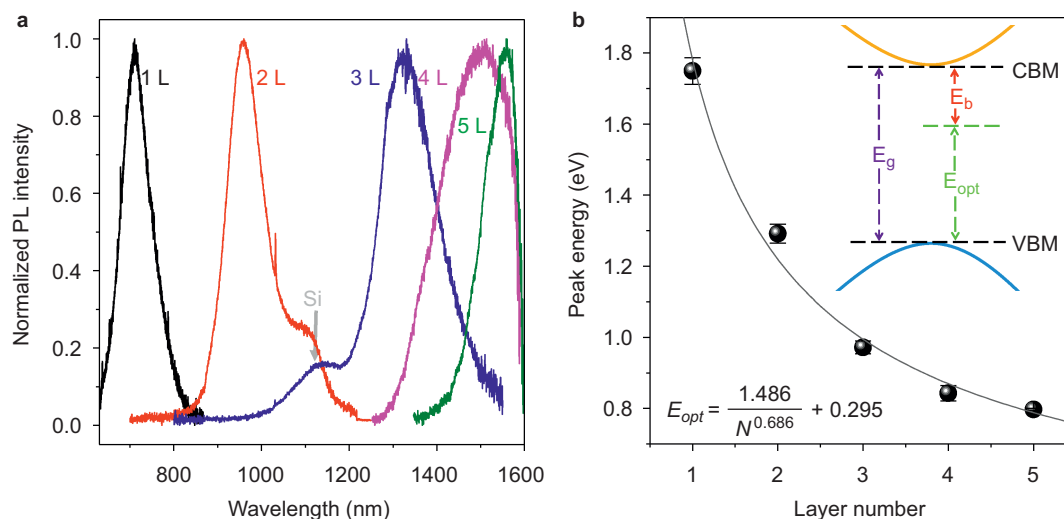 a
Normalized PL intensity
1.0
0.8
0.6
0.4
0.2
0.0
1 L
2 L
3 L
4 L
5 L
Si
800
1000
1200
1400
1600
Wavelength (nm)
b
Peak energy (eV)
1.8
1.6
1.4
1.2
1.0
0.8
CBM
E_b
E_g
E_opt
VBM
E_opt = 1.486 / N^0.686 + 0.295
1
2
3
4
5
Layer number